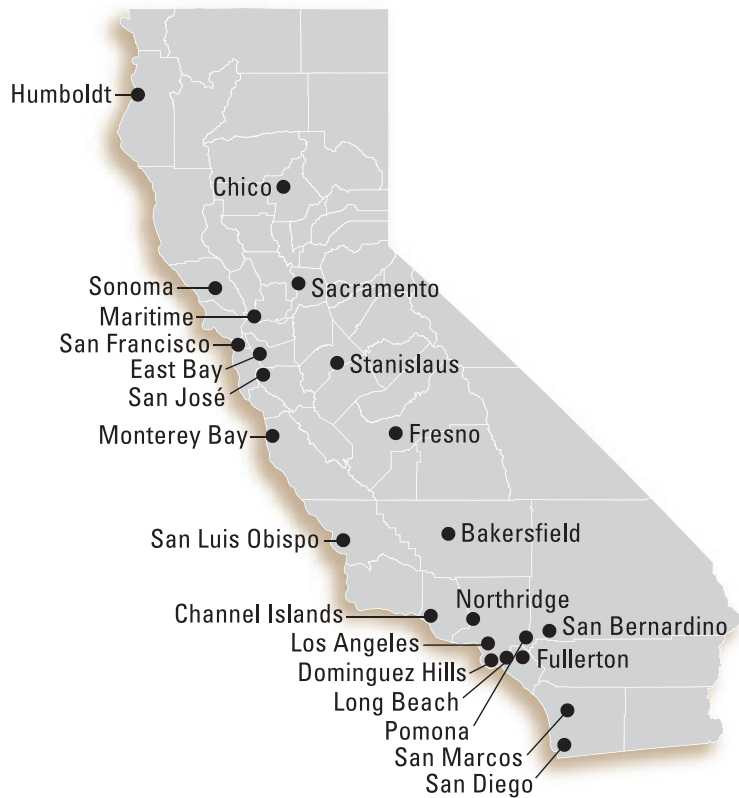 Humboldt
Chico
Sonoma
Sacramento
Maritime
San Francisco
East Bay
Stanislaus
San José
Monterey Bay
Fresno
San Luis Obispo
Bakersfield
Channel Islands
Northridge
San Bernardino
Los Angeles
Fullerton
Dominguez Hills
Long Beach
Pomona
San Marcos
San Diego